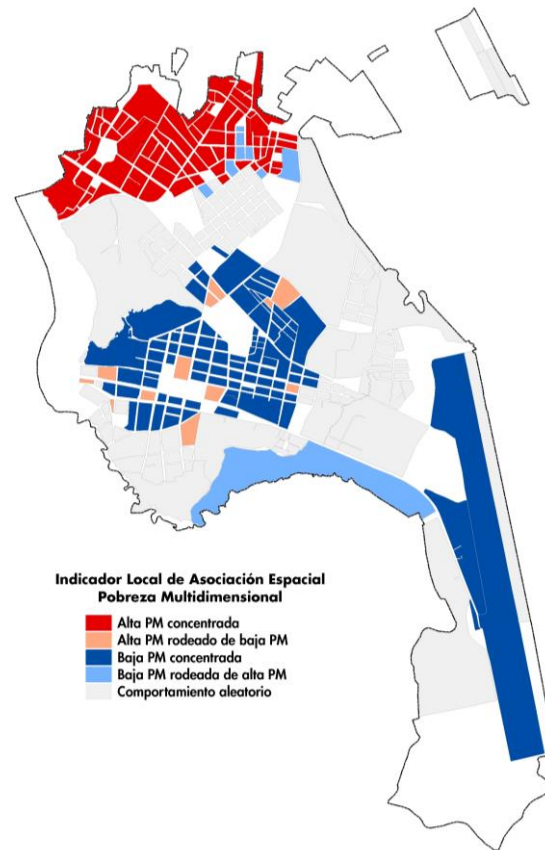 Indicador Local de Asociación Espacial
Pobreza Multidimensional
Alta PM concentrada
Alta PM rodeado de baja PM
Baja PM concentrada
Baja PM rodeada de alta PM
Comportamiento aleatorio